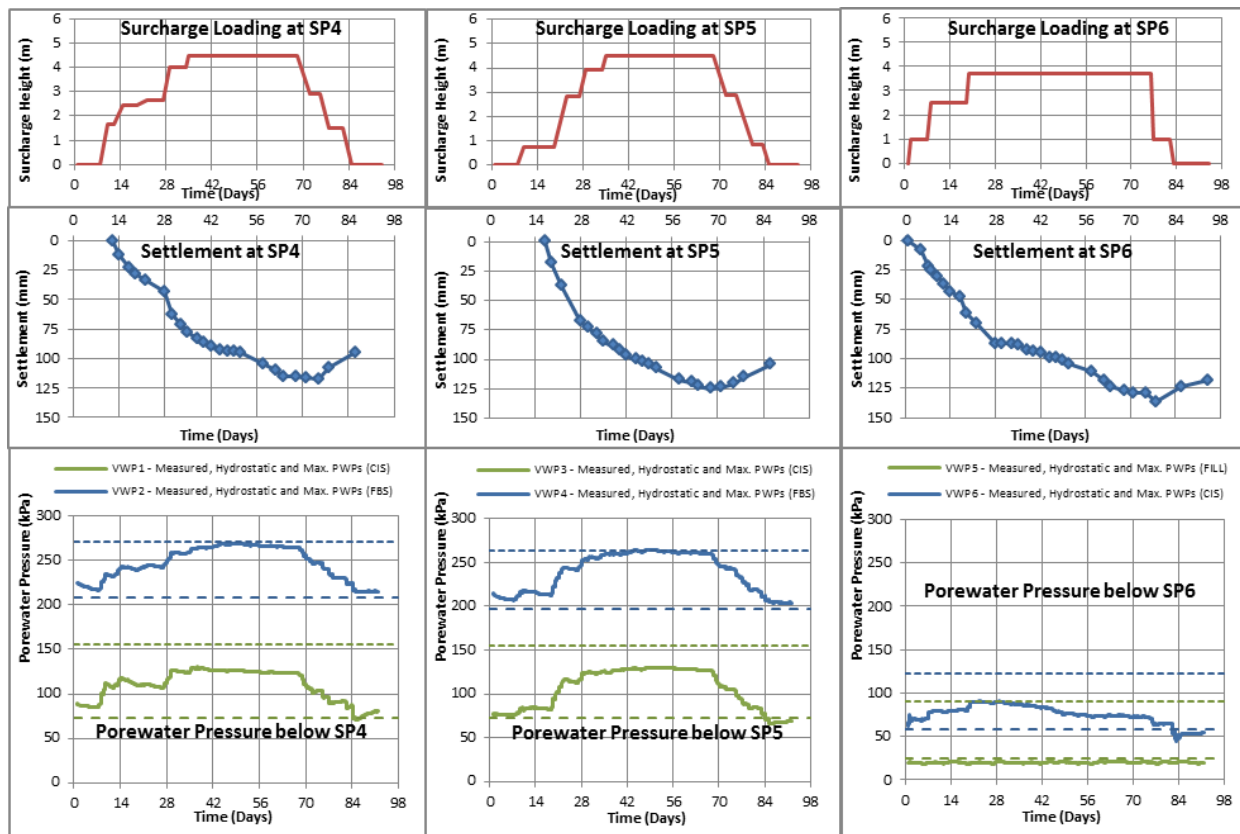 Surcharge Loading at SP4
Surcharge Height (m)
6
5
4
3
2
1
0
0 14 28 42 56 70 84 98
Time (Days)
Surcharge Loading at SP5
Surcharge Height (m)
6
5
4
3
2
1
0
0 14 28 42 56 70 84 98
Time (Days)
Surcharge Loading at SP6
Surcharge Height (m)
6
5
4
3
2
1
0
0 14 28 42 56 70 84 98
Time (Days)
0 14 28 42 56 70 84 98
Settlement at SP4
Settlement (mm)
0
25
50
75
100
125
150
Time (Days)
0 14 28 42 56 70 84 98
Settlement at SP5
Settlement (mm)
0
25
50
75
100
125
150
Time (Days)
0 14 28 42 56 70 84 98
Settlement at SP6
Settlement (mm)
0
25
50
75
100
125
150
Time (Days)
VWP1 - Measured, Hydrostatic and Max. PWPs (CIS)
VWP2 - Measured, Hydrostatic and Max. PWPs (FBS)
Porewater Pressure (kPa)
300
250
200
150
100
50
0
Porewater Pressure below SP4
0 14 28 42 56 70 84 98
Time (Days)
VWP3 - Measured, Hydrostatic and Max. PWPs (CIS)
VWP4 - Measured, Hydrostatic and Max. PWPs (FBS)
Porewater Pressure (kPa)
300
250
200
150
100
50
0
Porewater Pressure below SP5
0 14 28 42 56 70 84 98
Time (Days)
VWP5 - Measured, Hydrostatic and Max. PWPs (FILL)
VWP6 - Measured, Hydrostatic and Max. PWPs (CIS)
Porewater Pressure (kPa)
300
250
200
150
100
50
0
Porewater Pressure below SP6
0 14 28 42 56 70 84 98
Time (Days)